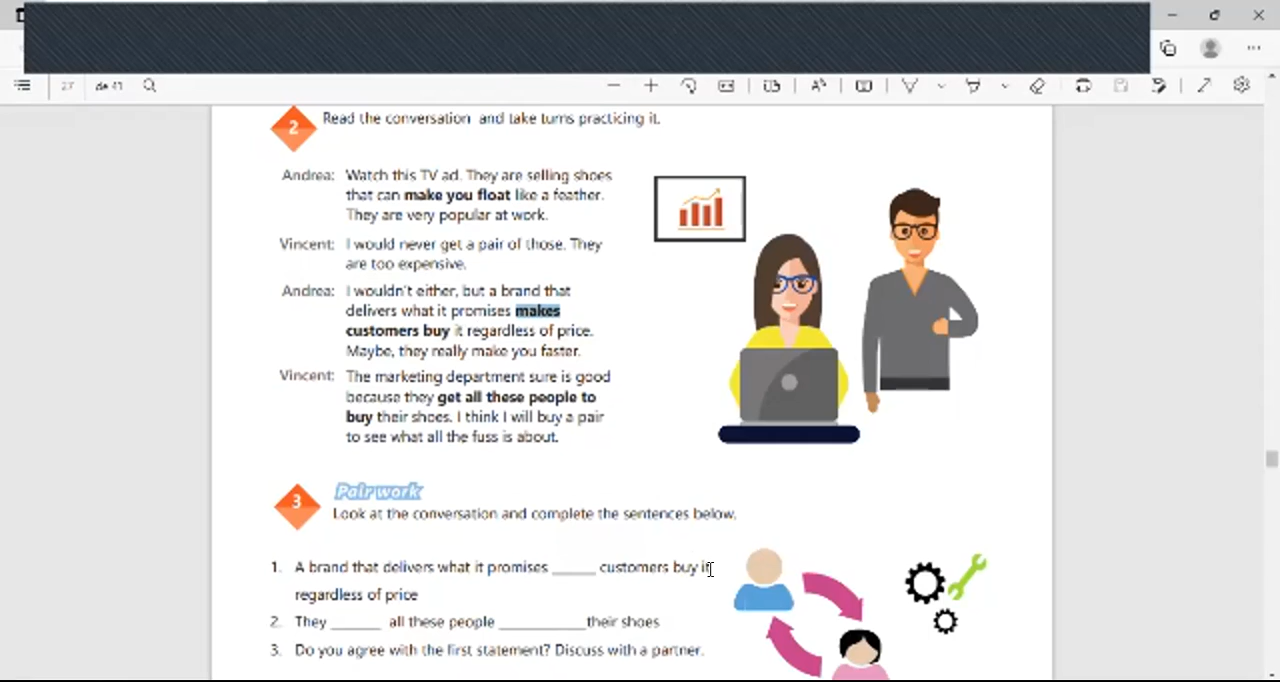 27 de 41
2 Read the conversation and take turns practicing it.
Andrea: Watch this TV ad. They are selling shoes
that can make you float like a feather.
They are very popular at work.
Vincent: I would never get a pair of those. They
are too expensive.
Andrea: I wouldn't either, but a brand that
delivers what it promises makes
customers buy it regardless of price.
Maybe, they really make you faster.
Vincent: The marketing department sure is good
because they get all these people to
buy their shoes. I think I will buy a pair
to see what all the fuss is about.
3 Pair work
Look at the conversation and complete the sentences below.
1. A brand that delivers what it promises ______ customers buy it
regardless of price
2. They _______ all these people ____________their shoes
3. Do you agree with the first statement? Discuss with a partner.